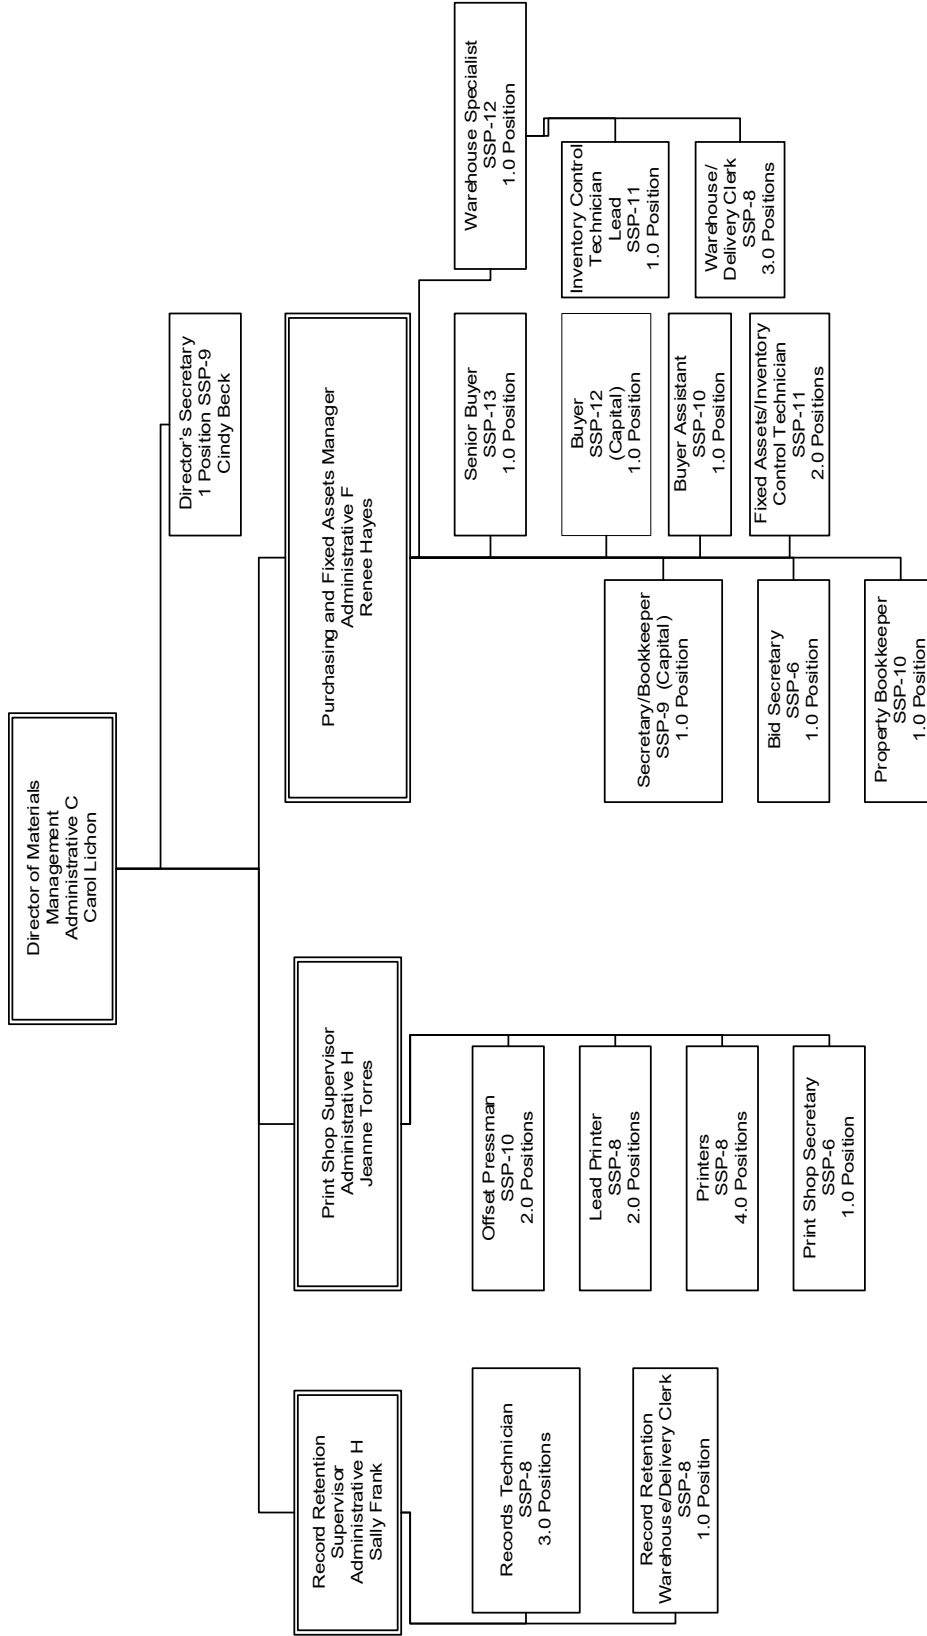 Director of Materials
Management
Administrative C
Carol Lichon
Director's Secretary
1 Position SSP-9
Cindy Beck
Record Retention
Supervisor
Administrative H
Sally Frank
Print Shop Supervisor
Administrative H
Jeanne Torres
Purchasing and Fixed Assets Manager
Administrative F
Renee Hayes
Records Technician
SSP-8
3.0 Positions
Record Retention
Warehouse/Delivery Clerk
SSP-8
1.0 Position
Offset Pressman
SSP-10
2.0 Positions
Lead Printer
SSP-8
2.0 Positions
Printers
SSP-8
4.0 Positions
Print Shop Secretary
SSP-6
1.0 Position
Secretary/Bookkeeper
SSP-9 (Capital)
1.0 Position
Bid Secretary
SSP-6
1.0 Position
Property Bookkeeper
SSP-10
1.0 Position
Senior Buyer
SSP-13
1.0 Position
Buyer
SSP-12
(Capital)
1.0 Position
Buyer Assistant
SSP-10
1.0 Position
Fixed Assets/Inventory
Control Technician
SSP-11
2.0 Positions
Warehouse Specialist
SSP-12
1.0 Position
Inventory Control
Technician
Lead
SSP-11
1.0 Position
Warehouse/
Delivery Clerk
SSP-8
3.0 Positions